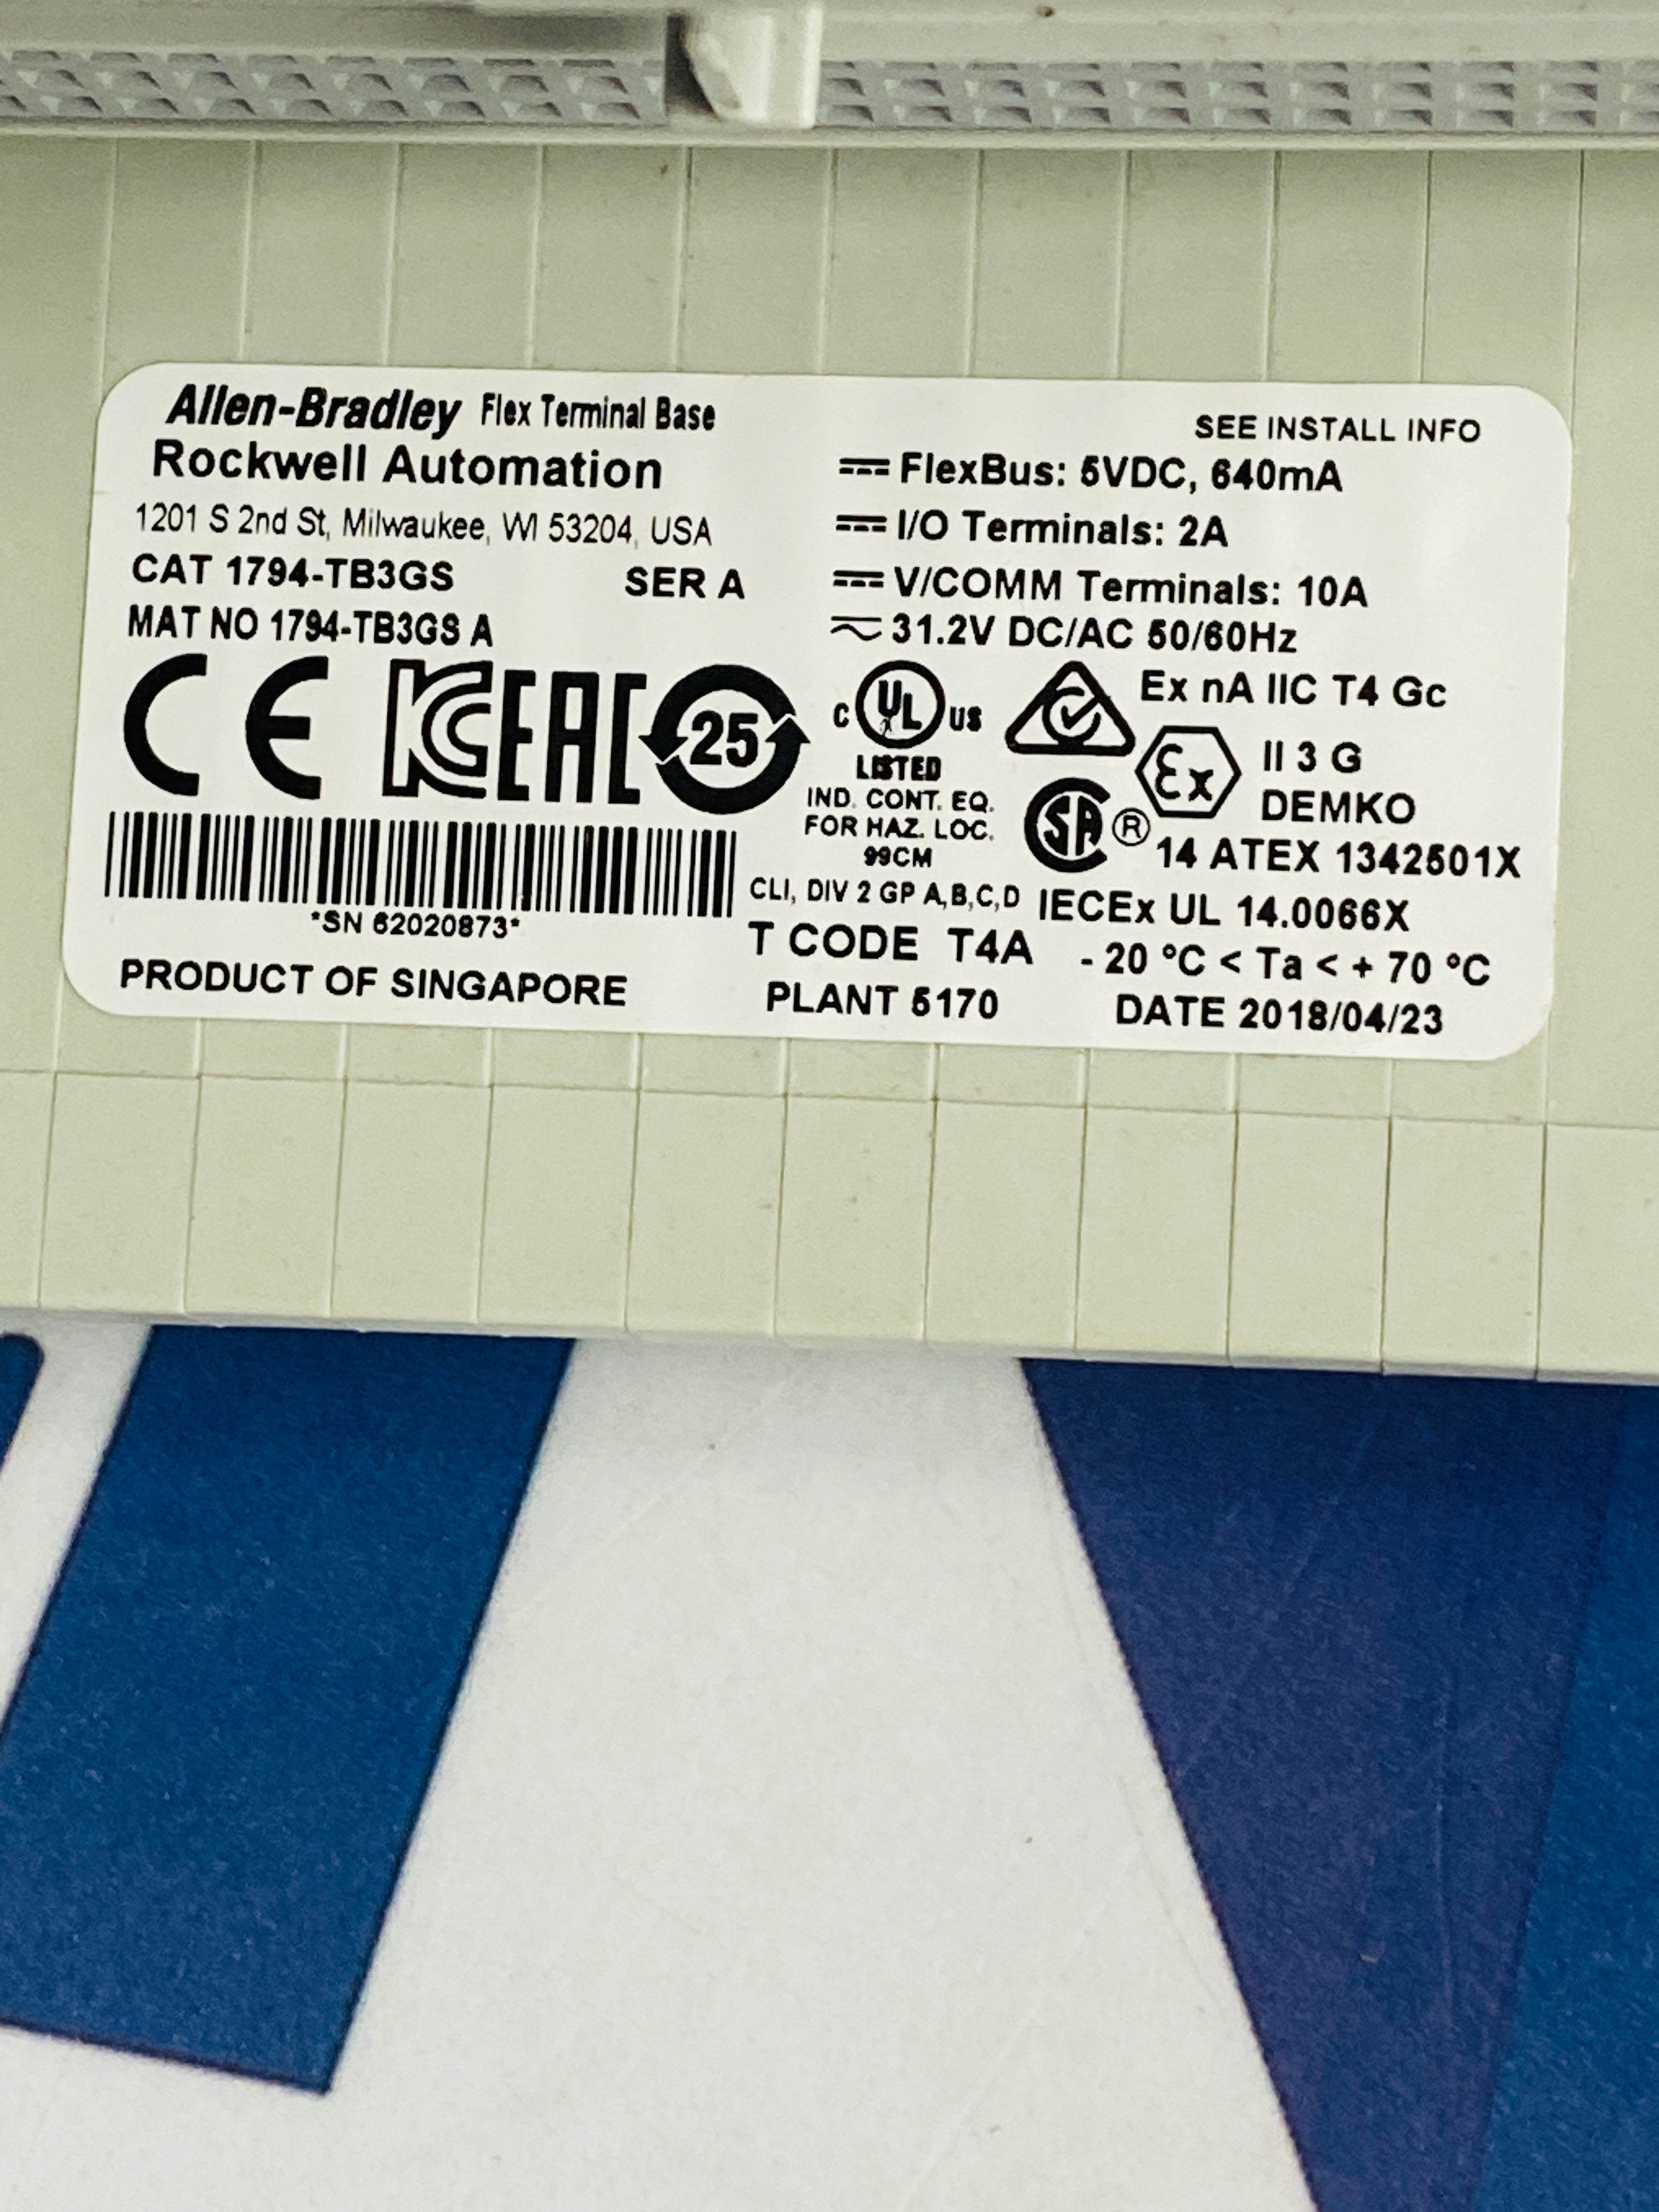 Allen-Bradley Flex Terminal Base
Rockwell Automation
1201 S 2nd St, Milwaukee, WI 53204, USA
CAT 1794-TB3GS SER A
MAT NO 1794-TB3GS A
SEE INSTALL INFO
FlexBus: 5VDC, 640mA
I/O Terminals: 2A
V/COMM Terminals: 10A
31.2V DC/AC 50/60Hz
CE KC EAC 25
C UL US
LISTED
IND. CONT. EQ.
FOR HAZ. LOC.
99CM
CLI, DIV 2 GP A,B,C,D
T CODE T4A
Ex nA IIC T4 Gc
Ex II 3 G
DEMKO
SA ®
14 ATEX 1342501X
IECEx UL 14.0066X
- 20 °C < Ta < + 70 °C
*SN 62020873*
PRODUCT OF SINGAPORE
PLANT 5170
DATE 2018/04/23